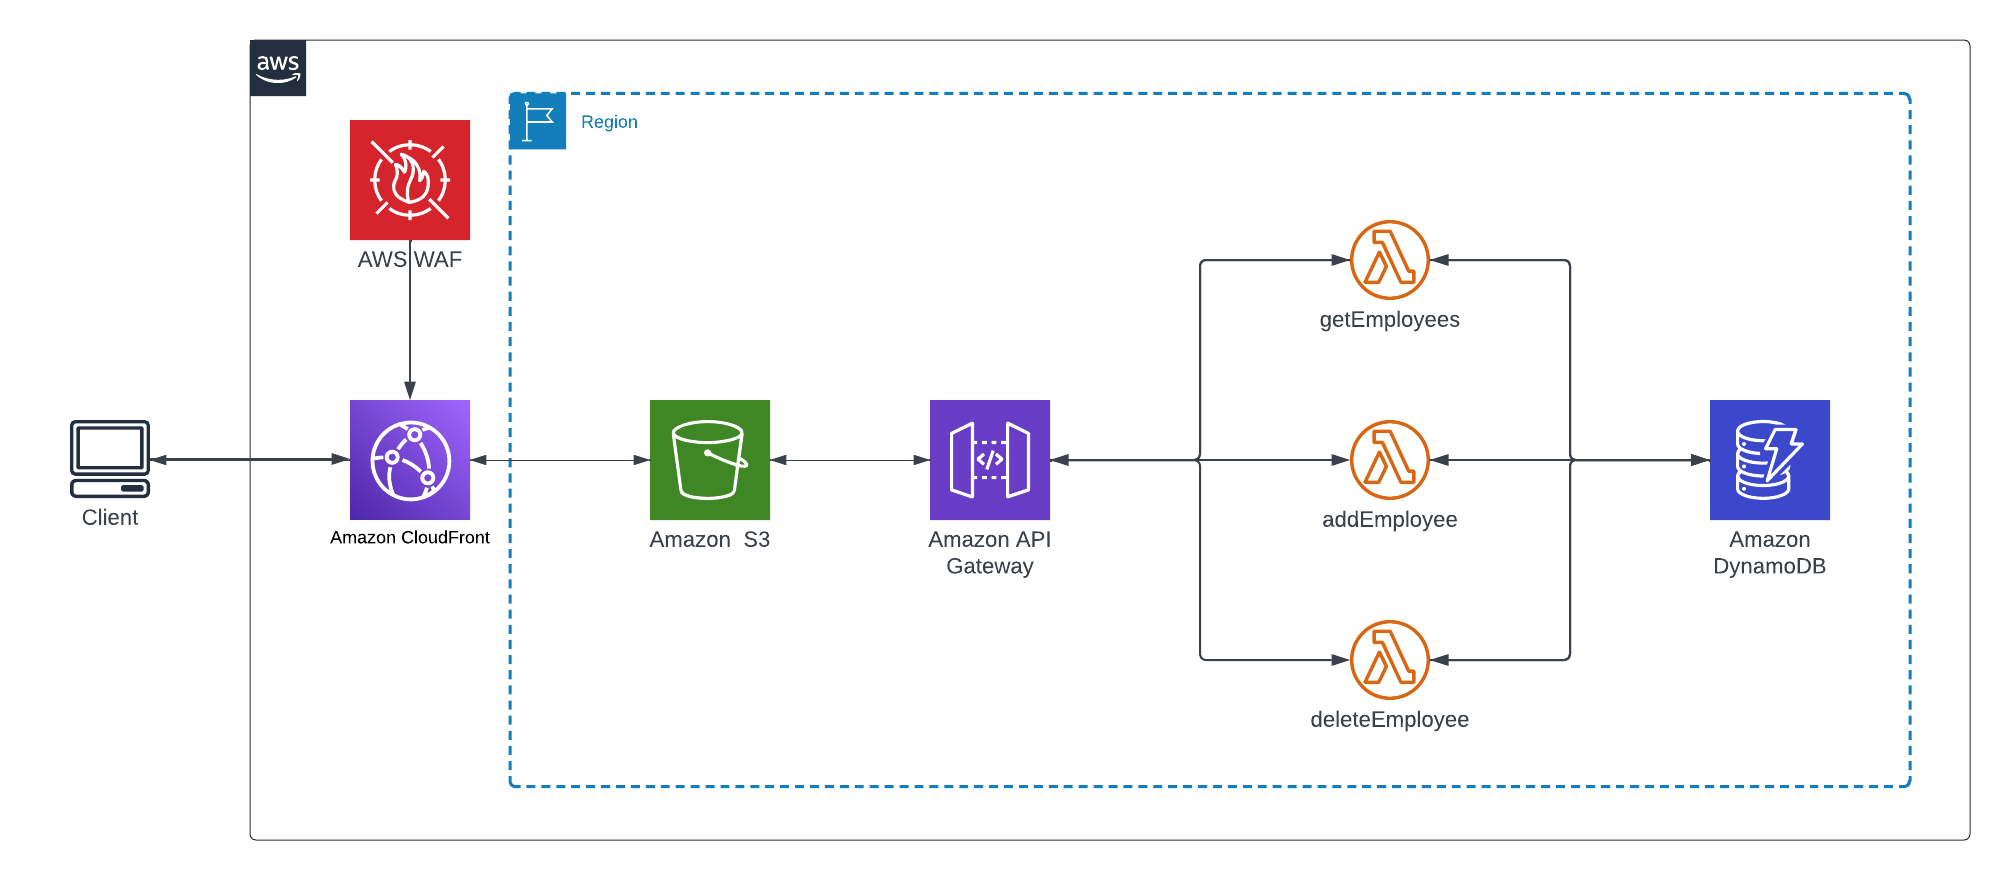 aws
Region
AWS WAF
getEmployees
Client
Amazon CloudFront
Amazon  S3
Amazon API
Gateway
addEmployee
Amazon
DynamoDB
deleteEmployee